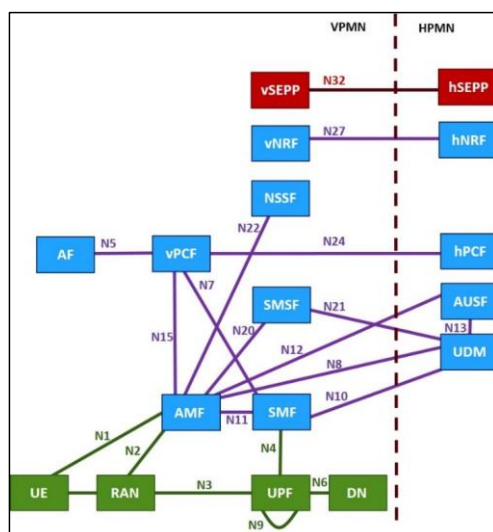 VPMN HPMN
vSEPP N32 hSEPP
vNRF N27 hNRF
NSSF
N22
AF N5 vPCF N24 hPCF
N7
SMSF N21 AUSF
N15 N20 N12 N13
N8 UDM
N10
AMF N11 SMF
N1 N2 N4
UE RAN N3 UPF N6 DN
N9